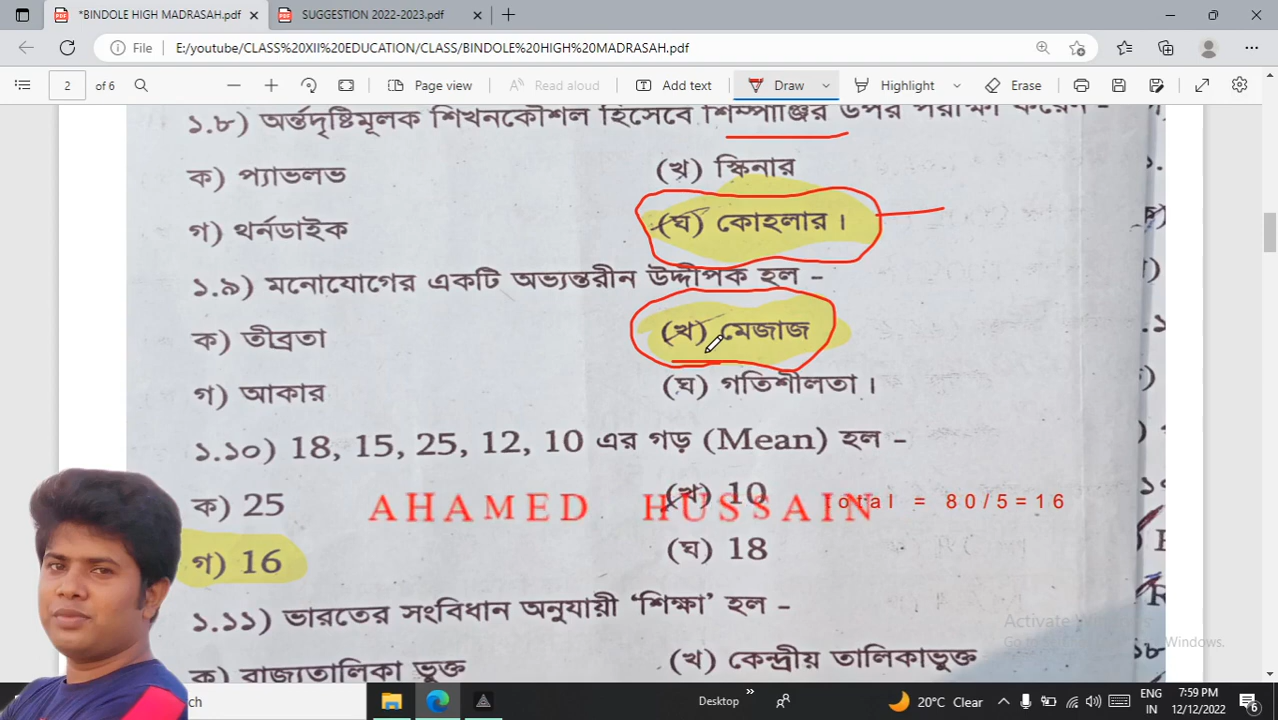 *BINDOLE HIGH MADRASAH.pdf
SUGGESTION 2022-2023.pdf
File E:/youtube/CLASS%20XII%20EDUCATION/CLASS/BINDOLE%20HIGH%20MADRASAH.pdf
2 of 6 Page view Read aloud Add text Draw Highlight Erase
১.৮) অর্ন্তদৃষ্টিমূলক শিখনকৌশল হিসেবে শিম্পাঞ্জির উপর পরীক্ষা করেন -
ক) প্যাভলভ (খ) স্কিনার
গ) থর্নডাইক (ঘ) কোহলার।
১.৯) মনোযোগের একটি অভ্যন্তরীন উদ্দীপক হল -
ক) তীব্রতা (খ) মেজাজ
গ) আকার (ঘ) গতিশীলতা।
১.১০) 18, 15, 25, 12, 10 এর গড় (Mean) হল -
ক) 25 (খ) 10
AHAMED HUSSAIN
total = 80/5=16
গ) 16 (ঘ) 18
১.১১) ভারতের সংবিধান অনুযায়ী ‘শিক্ষা’ হল -
ক) রাজ্যতালিকা ভুক্ত (খ) কেন্দ্রীয় তালিকাভুক্ত
Activate Windows.
20°C Clear
Desktop
ENG
IN
7:59 PM
12/12/2022
6